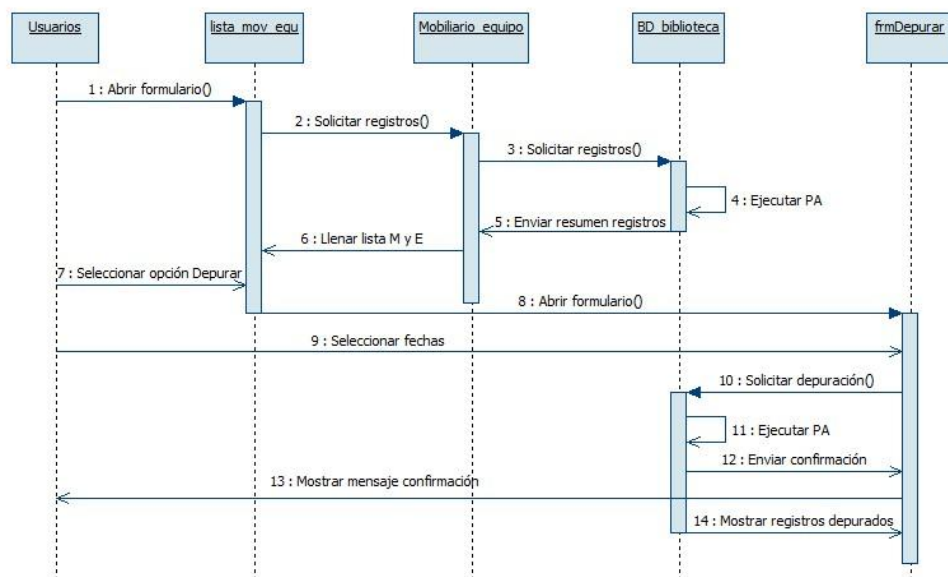 Usuarios
lista_mov_equ
Mobiliario_equipo
BD_biblioteca
frmDepurar
1 : Abrir formulario()
2 : Solicitar registros()
3 : Solicitar registros()
4 : Ejecutar PA
5 : Enviar resumen registros
6 : Llenar lista M y E
7 : Seleccionar opción Depurar
8 : Abrir formulario()
9 : Seleccionar fechas
10 : Solicitar depuración()
11 : Ejecutar PA
12 : Enviar confirmación
13 : Mostrar mensaje confirmación
14 : Mostrar registros depurados